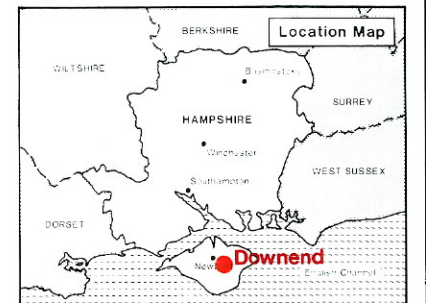 BERKSHIRE
Location Map
WILTSHIRE
SURREY
HAMPSHIRE
Winchester
WEST SUSSEX
Southampton
DORSET
Downend
English Channel